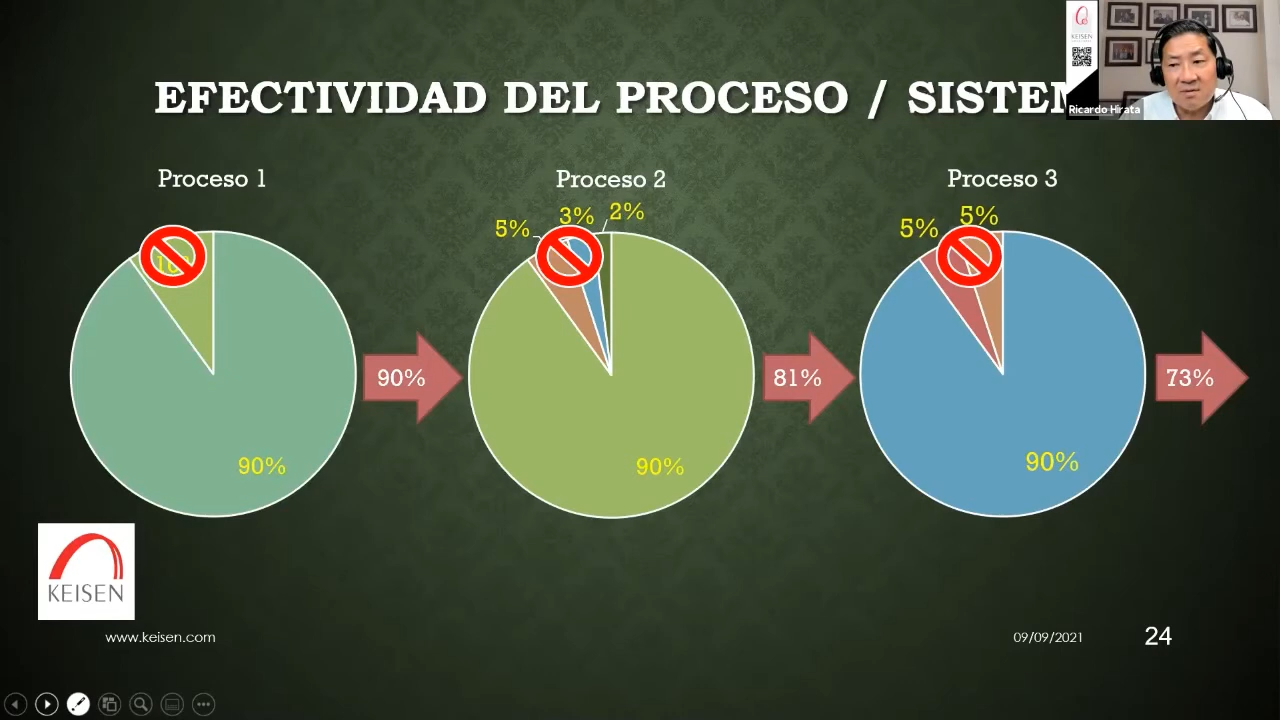 KEISEN
Ricardo Hirata
EFECTIVIDAD DEL PROCESO / SISTEM
Proceso 1
Proceso 2
Proceso 3
5%
3%
2%
5%
5%
90%
81%
73%
90%
90%
90%
KEISEN
www.keisen.com
09/09/2021
24